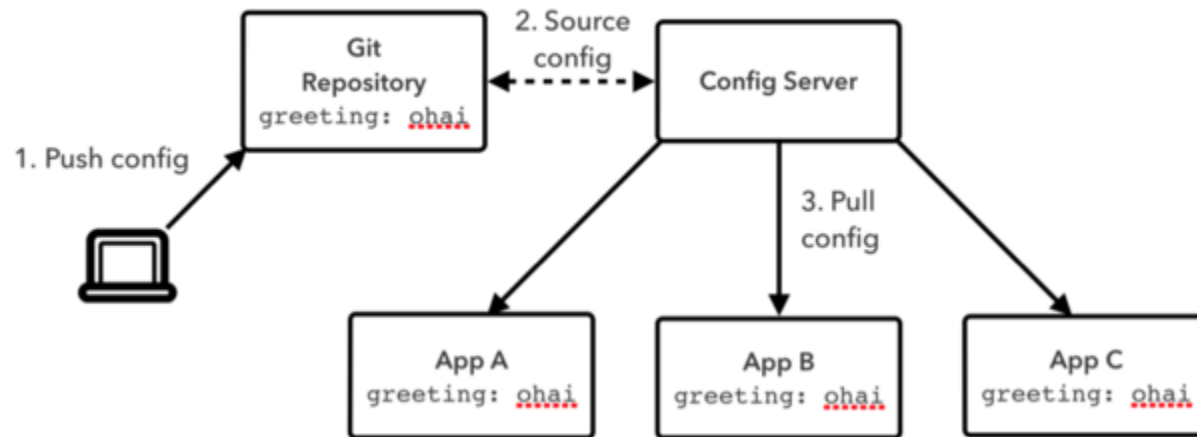 1. Push config
Git
Repository
greeting: ohai
2. Source
config
Config Server
3. Pull
config
App A
greeting: ohai
App B
greeting: ohai
App C
greeting: ohai